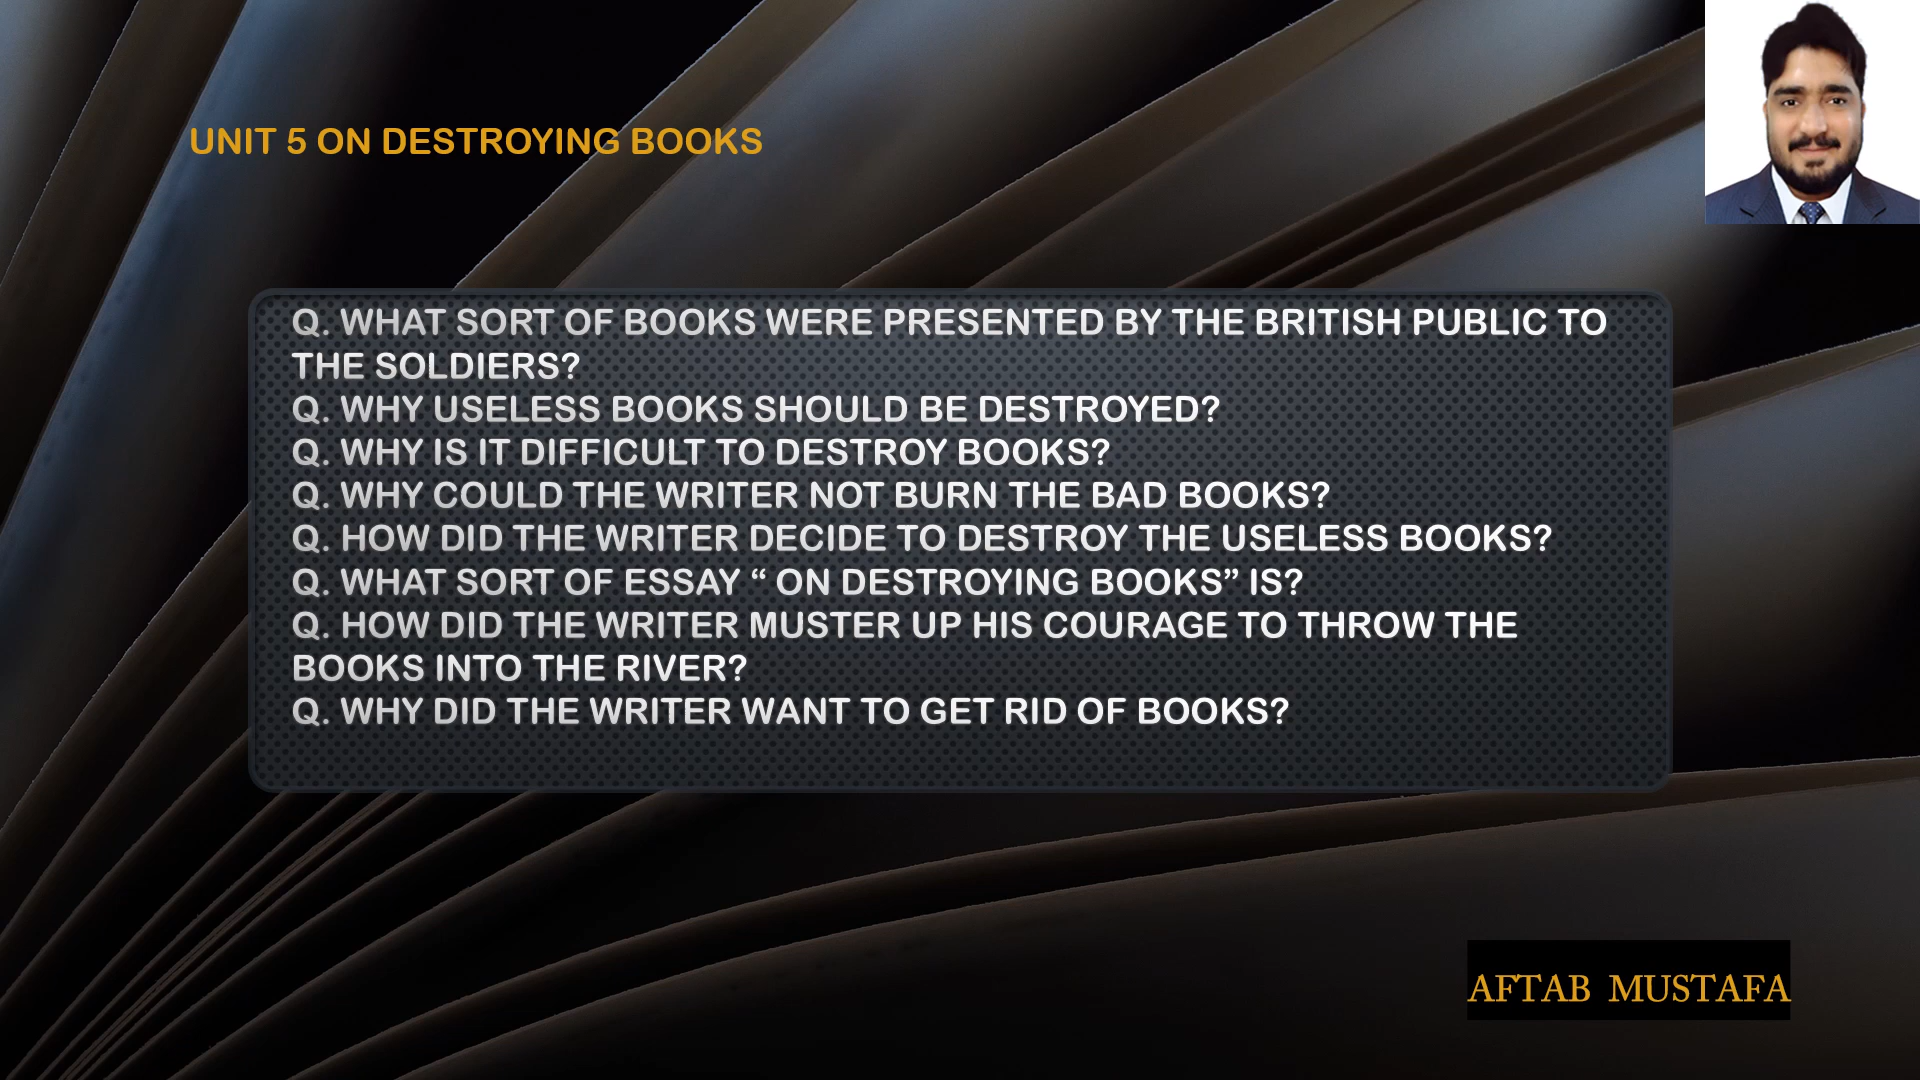 UNIT 5 ON DESTROYING BOOKS
Q. WHAT SORT OF BOOKS WERE PRESENTED BY THE BRITISH PUBLIC TO
THE SOLDIERS?
Q. WHY USELESS BOOKS SHOULD BE DESTROYED?
Q. WHY IS IT DIFFICULT TO DESTROY BOOKS?
Q. WHY COULD THE WRITER NOT BURN THE BAD BOOKS?
Q. HOW DID THE WRITER DECIDE TO DESTROY THE USELESS BOOKS?
Q. WHAT SORT OF ESSAY “ ON DESTROYING BOOKS” IS?
Q. HOW DID THE WRITER MUSTER UP HIS COURAGE TO THROW THE
BOOKS INTO THE RIVER?
Q. WHY DID THE WRITER WANT TO GET RID OF BOOKS?
AFTAB MUSTAFA